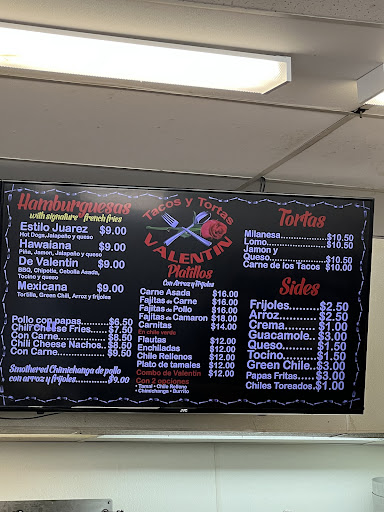 Hamburguesas
with signature french fries
Estilo Juarez $9.00
Hot Dogs, Jalapaño y queso
Hawaiana $9.00
Piña, Jamon, Jalapaño y queso
De Valentin $9.00
BBQ, Chipotle, Cebolla Asada,
Tocino y queso
Mexicana $9.00
Tortilla, Green Chili, Arroz y frijoles
Pollo con papas..$6.50
Chili Cheese Fries..$7.50
Con Carne..$8.50
Chili Cheese Nachos..$8.50
Con Carne..$9.50
Smothered Chimichanga de pollo
con arroz y frijoles..$9.00
Tacos y Tortas
VALENTIN
Platillos
Con Arroz y frijoles
Carne Asada $16.00
Fajitas de Carne $16.00
Fajitas de Pollo $16.00
Fajitas de Camaron $18.00
Carnitas $14.00
En chile verde
Flautas $12.00
Enchiladas $12.00
Chile Rellenos $12.00
Plato de tamales $12.00
Combo de Valentin $12.00
Con 2 opciones
• Tamal • Chile Relleno
• Chimichanga • Burrito
Tortas
Milanesa..$10.50
Lomo..$10.50
Jamon y
Queso..$10.50
Carne de los Tacos $10.00
Sides
Frijoles..$2.50
Arroz..$2.50
Crema..$1.00
Guacamole..$3.00
Queso..$1.50
Tocino..$1.50
Green Chile..$3.00
Papas Fritas..$3.00
Chiles Toreados..$1.00
JVC